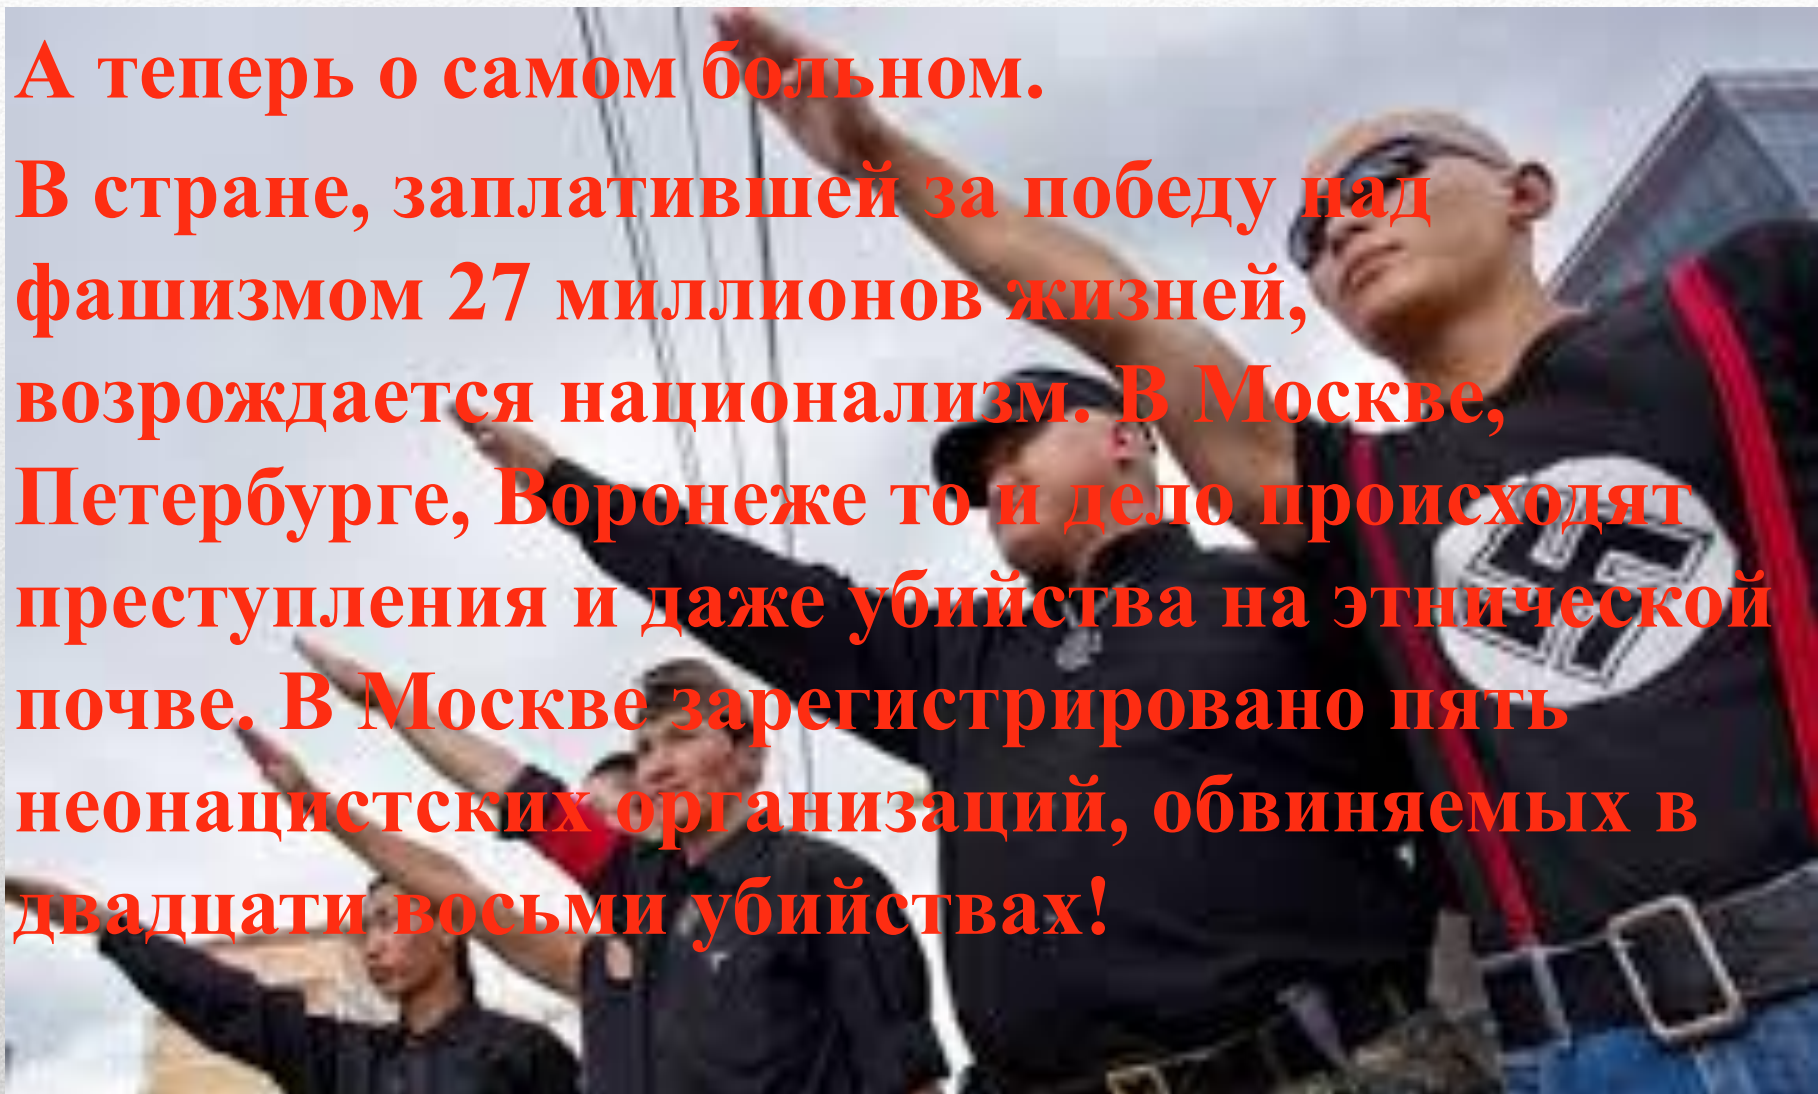 А теперь о самом больном.
В стране, заплатившей за победу над
фашизмом 27 миллионов жизней,
возрождается национализм. В Москве,
Петербурге, Воронеже то и дело происходят
преступления и даже убийства на этнической
почве. В Москве зарегистрировано пять
неонацистских организаций, обвиняемых в
двадцати восьми убийствах!